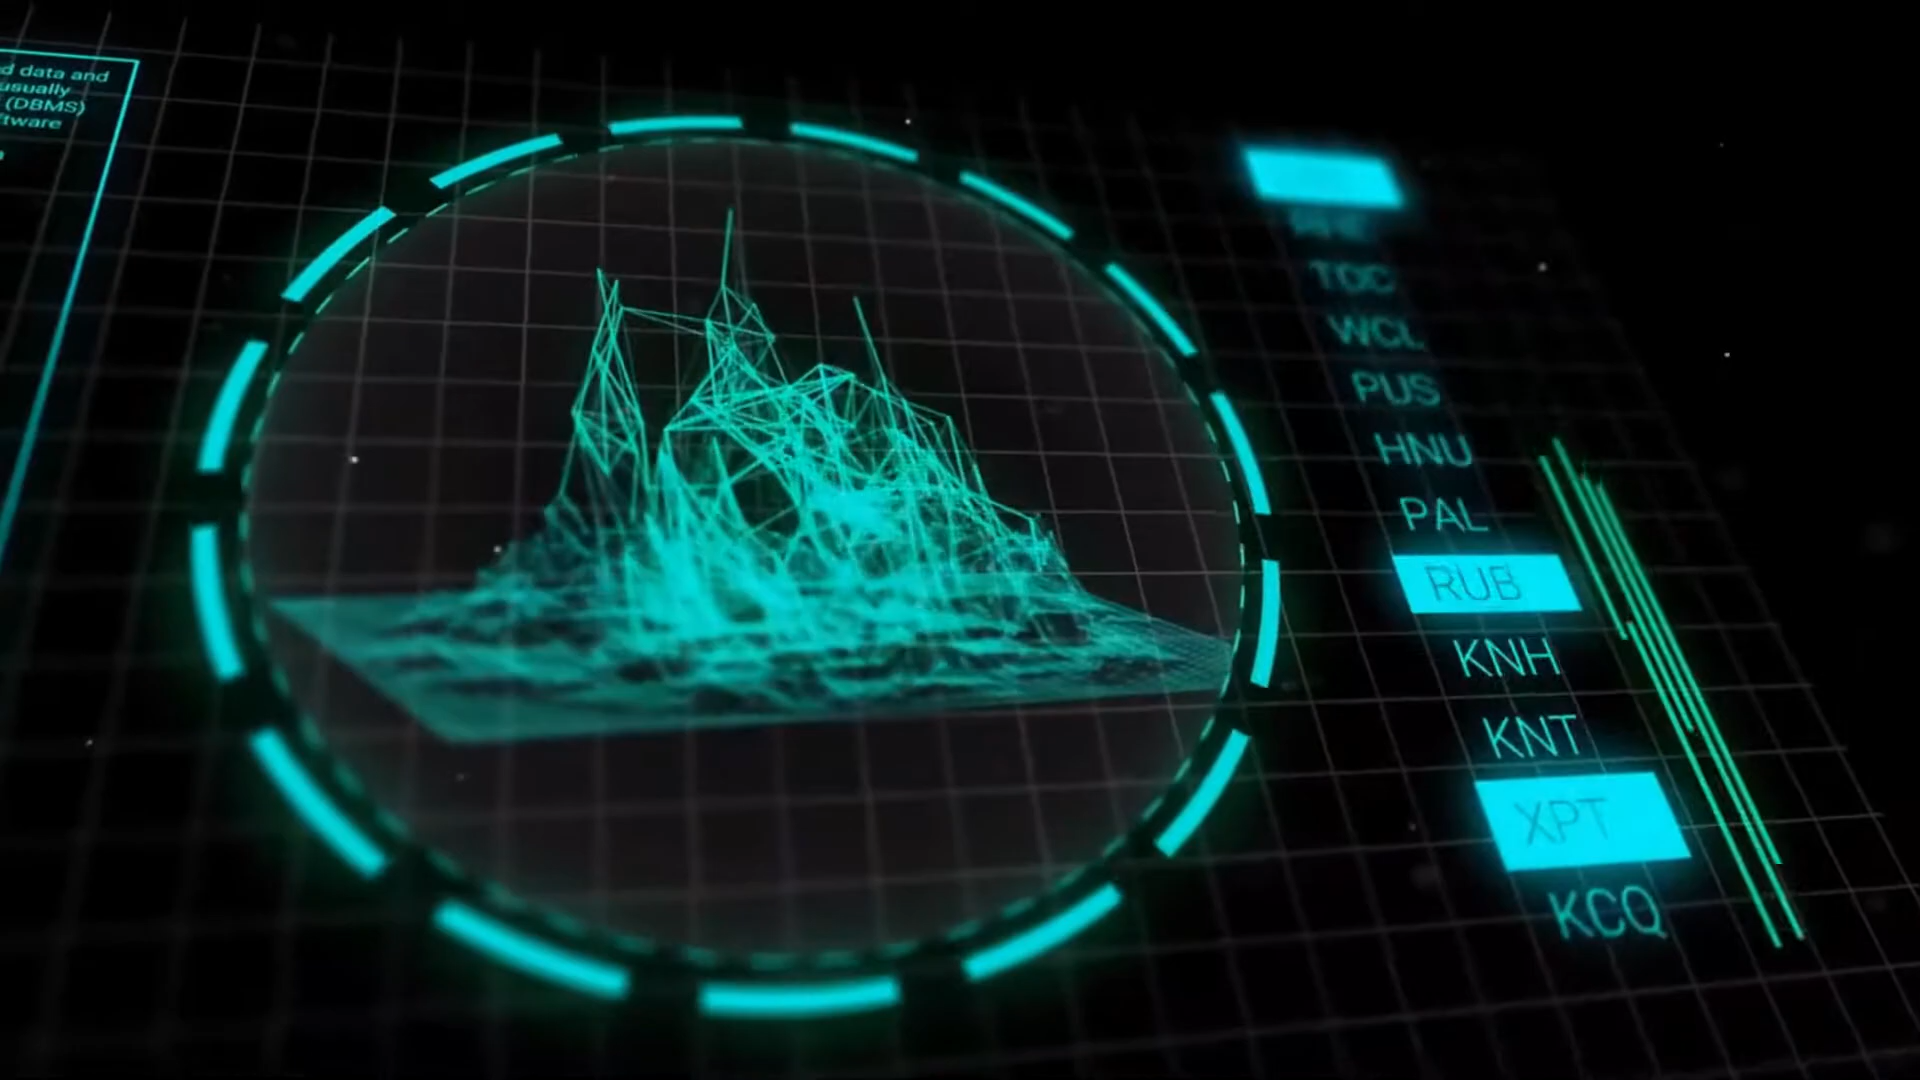 d data and
usually
(DBMS)
ftware
TOC
WCL
PUS
HNU
PAL
RUB
KNH
KNT
XPT
KCQ